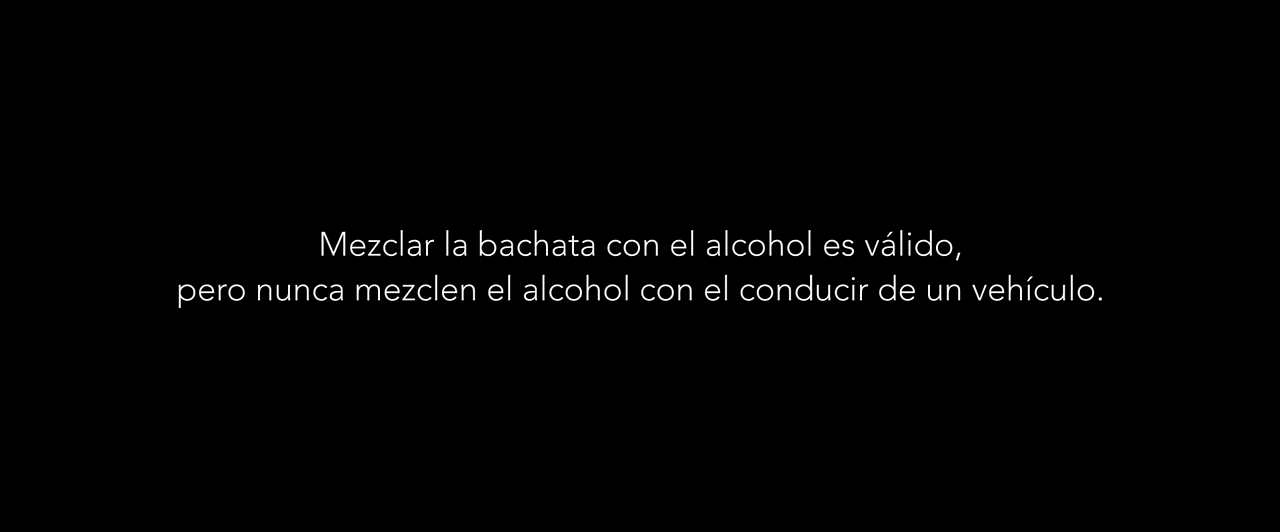 Mezclar la bachata con el alcohol es válido,
pero nunca mezclen el alcohol con el conducir de un vehículo.